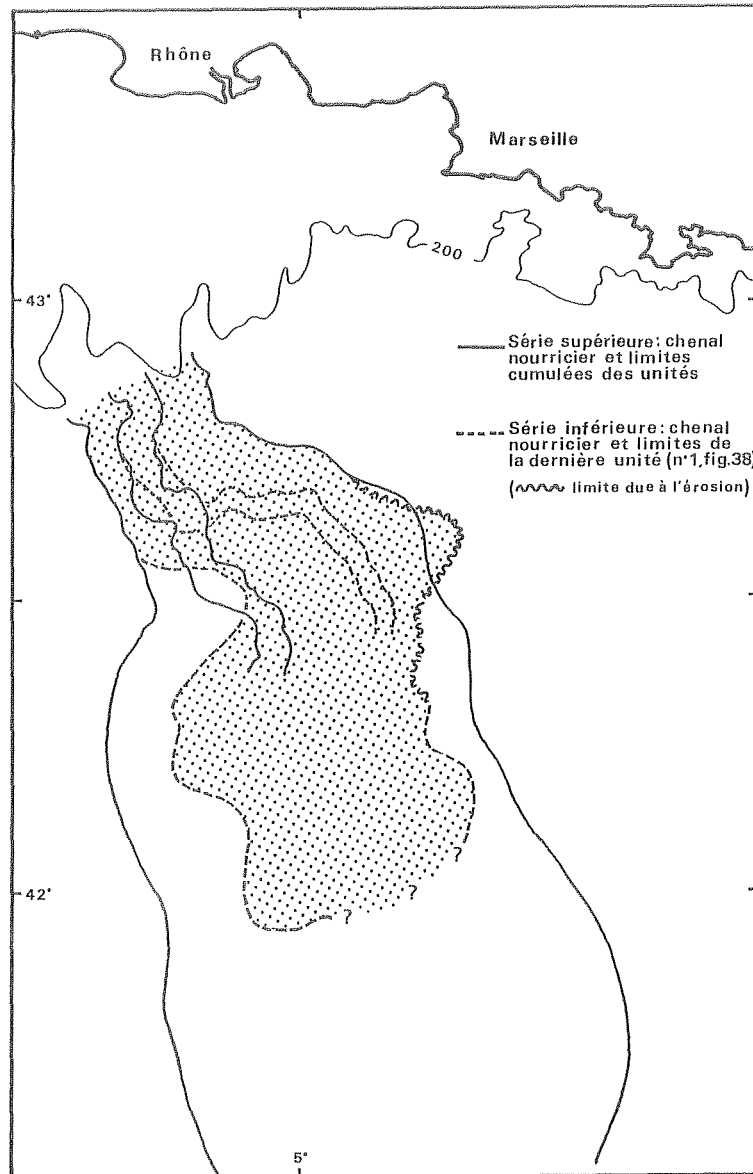 Rhône
Marseille
200
43°
Série supérieure: chenal
nourricier et limites
cumulées des unités
Série inférieure: chenal
nourricier et limites de
la dernière unité (n°1, fig.38)
( limite due à l'érosion)
42°
?
?
?
5°